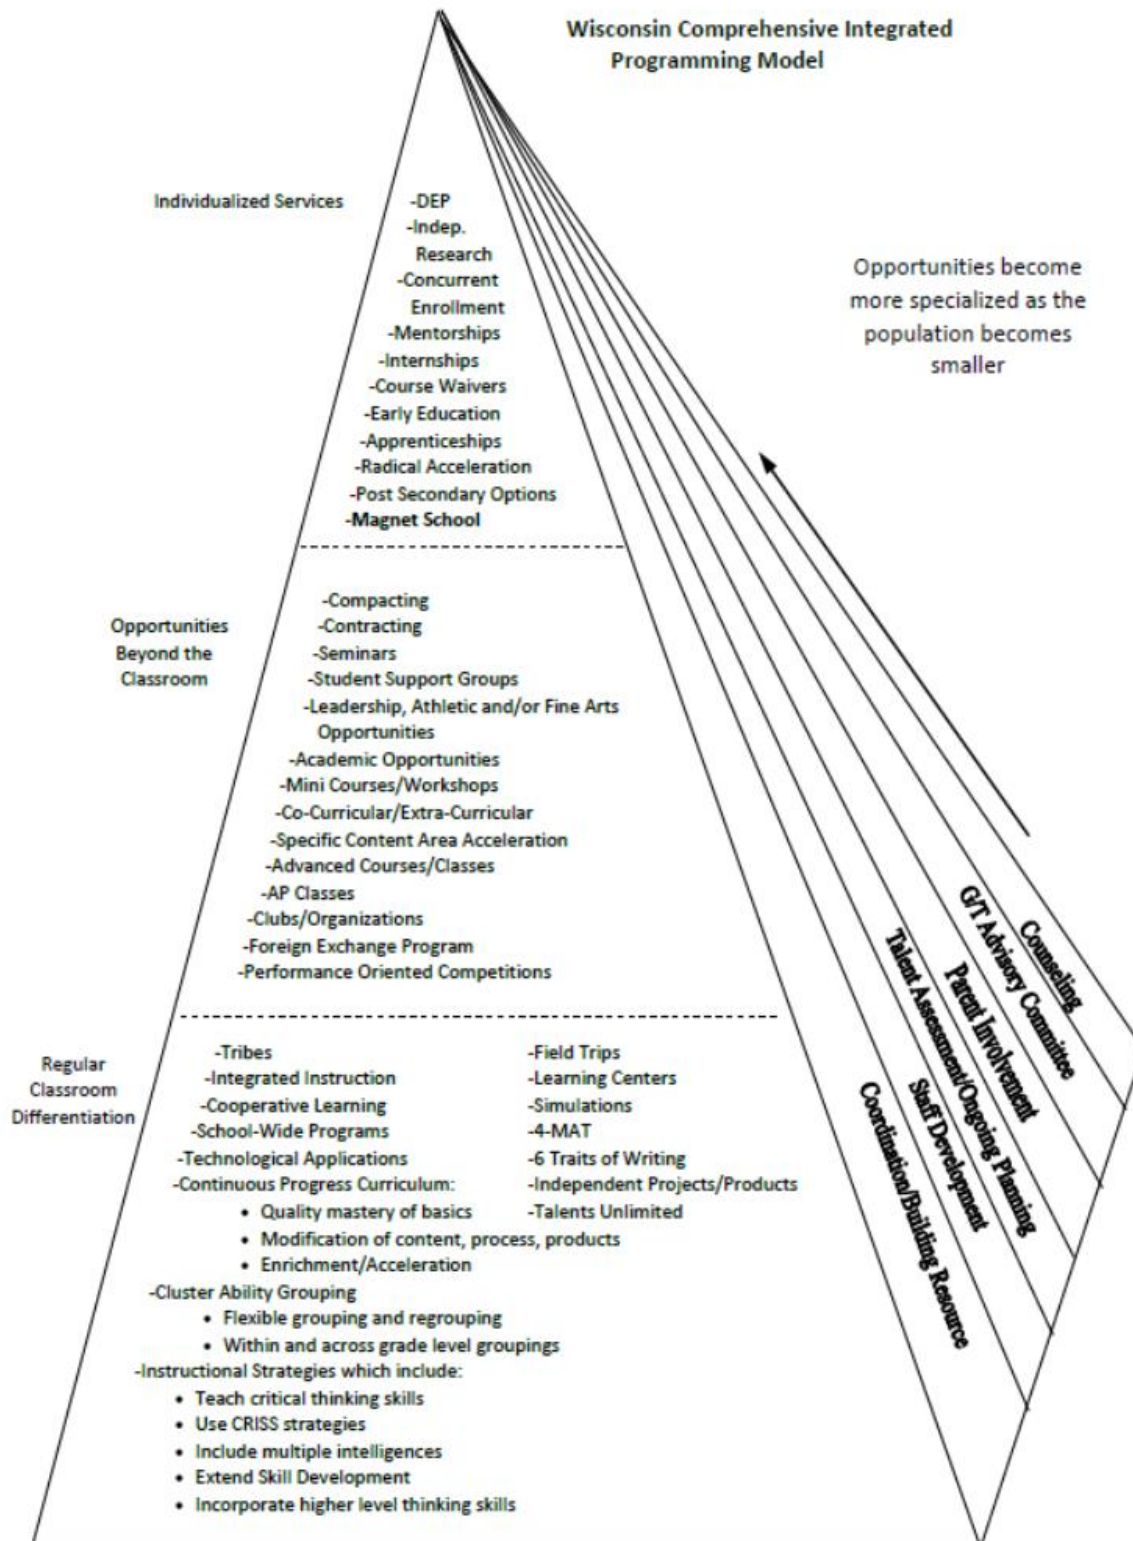 Wisconsin Comprehensive Integrated
Programming Model
Individualized Services
-DEP
-Indep.
Research
-Concurrent
Enrollment
-Mentorships
-Internships
-Course Waivers
-Early Education
-Apprenticeships
-Radical Acceleration
-Post Secondary Options
-Magnet School
Opportunities become
more specialized as the
population becomes
smaller
Opportunities
Beyond the
Classroom
-Compacting
-Contracting
-Seminars
-Student Support Groups
-Leadership, Athletic and/or Fine Arts
Opportunities
-Academic Opportunities
-Mini Courses/Workshops
-Co-Curricular/Extra-Curricular
-Specific Content Area Acceleration
-Advanced Courses/Classes
-AP Classes
-Clubs/Organizations
-Foreign Exchange Program
-Performance Oriented Competitions
Regular
Classroom
Differentiation
-Tribes
-Integrated Instruction
-Cooperative Learning
-School-Wide Programs
-Technological Applications
-Continuous Progress Curriculum:
• Quality mastery of basics
• Modification of content, process, products
• Enrichment/Acceleration
-Cluster Ability Grouping
• Flexible grouping and regrouping
• Within and across grade level groupings
-Instructional Strategies which include:
• Teach critical thinking skills
• Use CRISS strategies
• Include multiple intelligences
• Extend Skill Development
• Incorporate higher level thinking skills
-Field Trips
-Learning Centers
-Simulations
-4-MAT
-6 Traits of Writing
-Independent Projects/Products
-Talents Unlimited
Coordination/Building Resource
Staff Development
Talent Assessment/Ongoing Planning
Parent Involvement
G/T Advisory Committee
Counseling